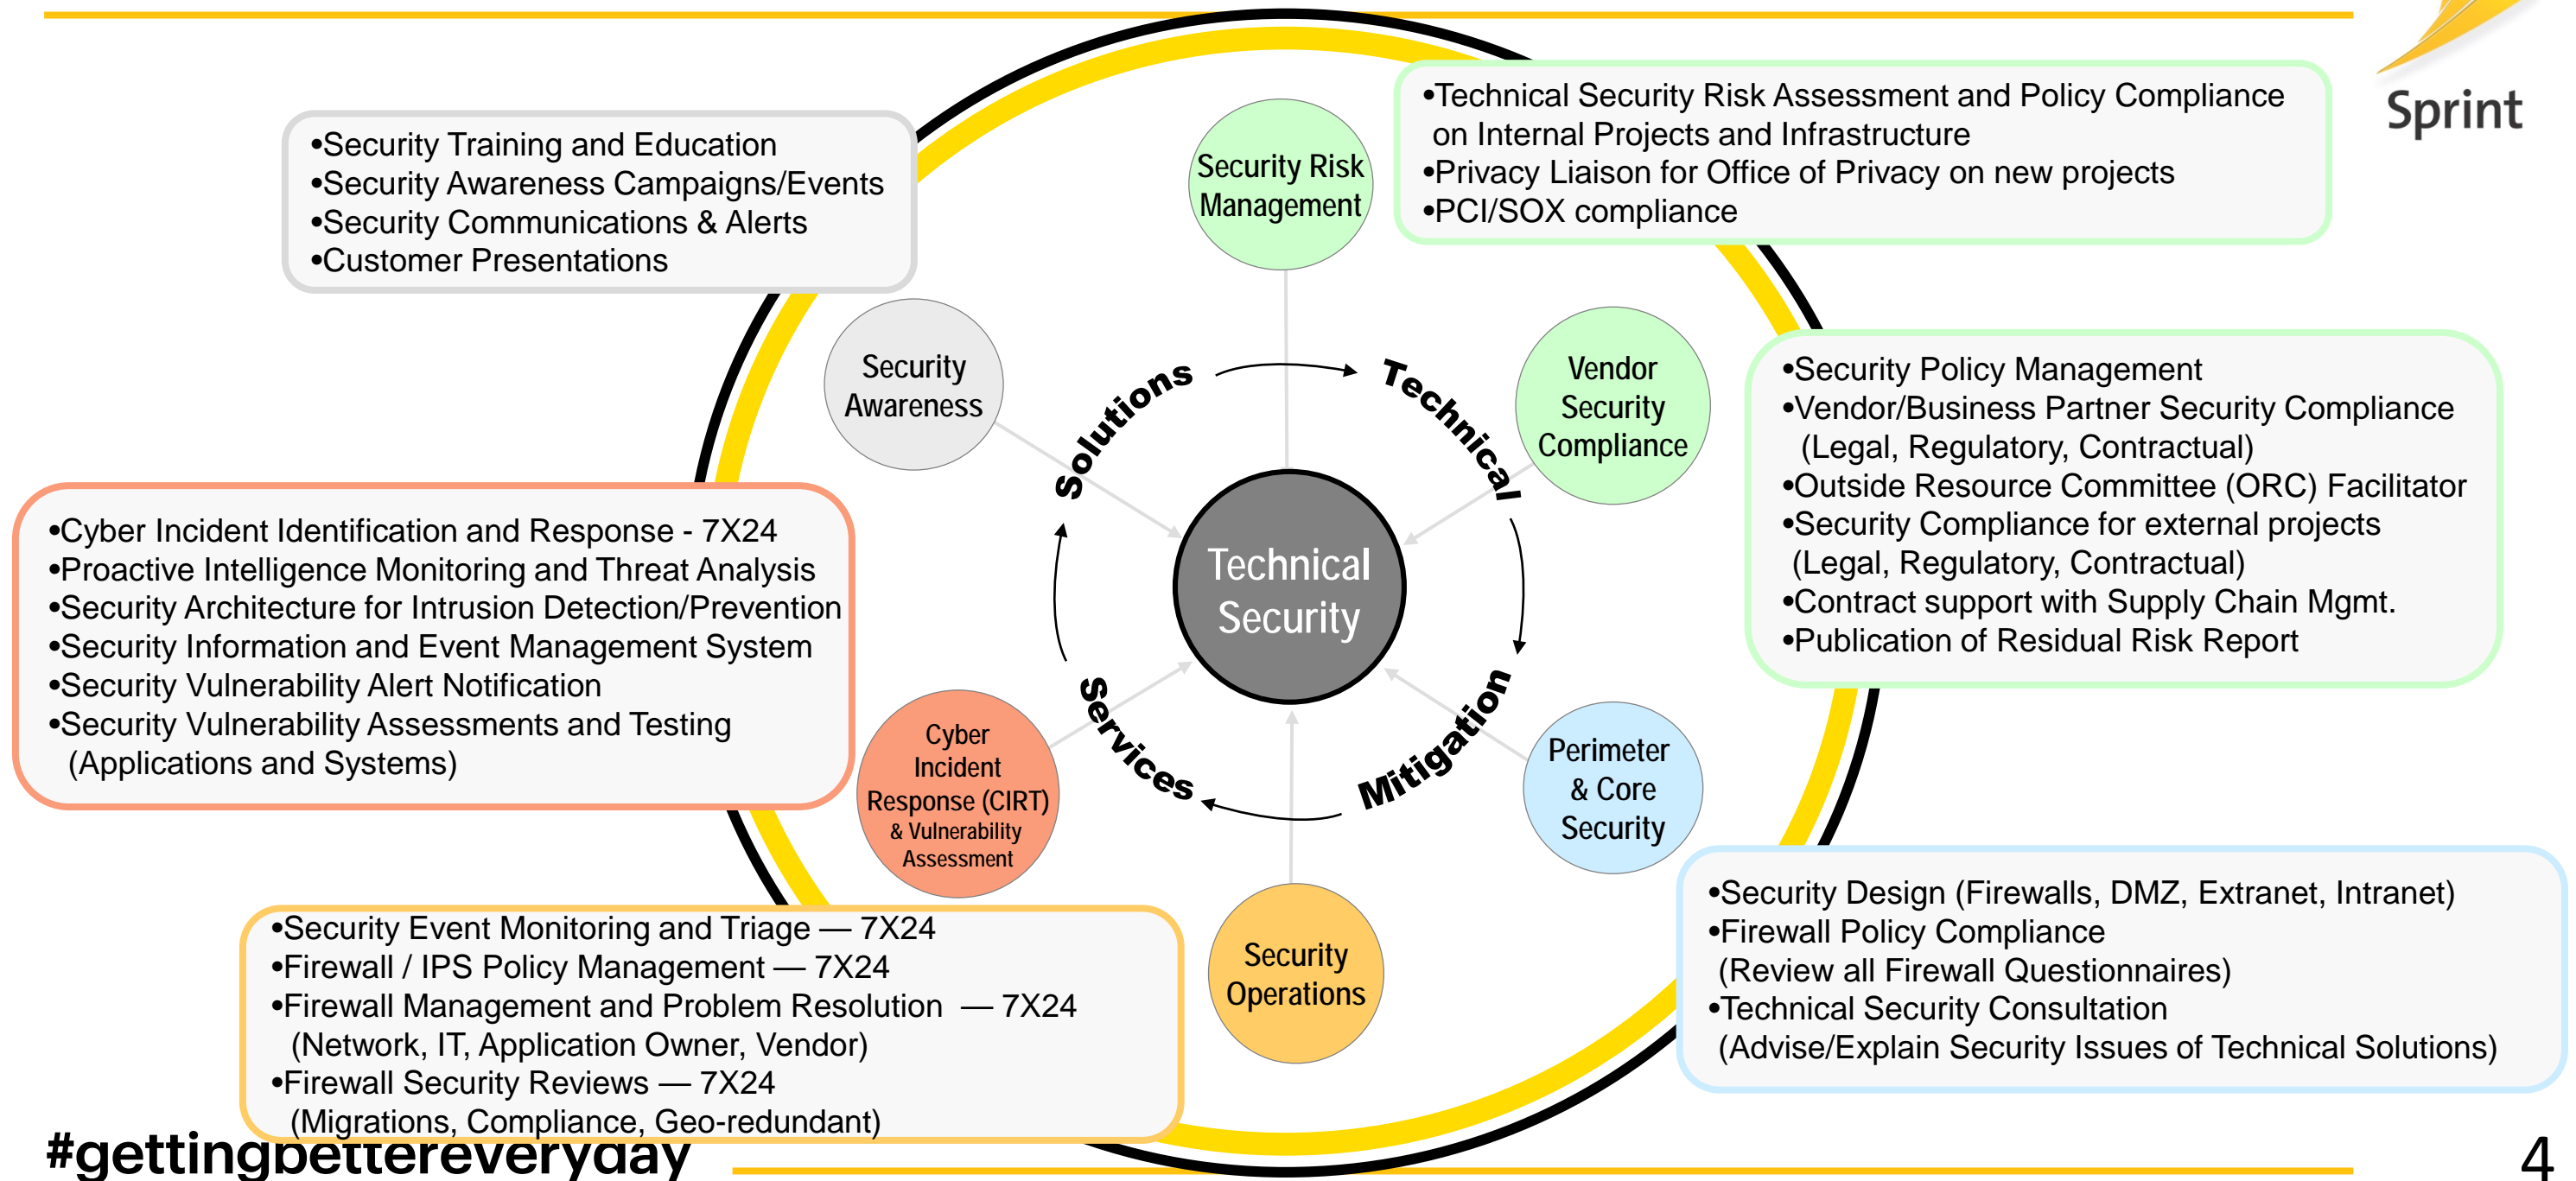 •Security Training and Education
•Security Awareness Campaigns/Events
•Security Communications & Alerts
•Customer Presentations
•Technical Security Risk Assessment and Policy Compliance
on Internal Projects and Infrastructure
•Privacy Liaison for Office of Privacy on new projects
•PCI/SOX compliance
Sprint
Security Risk
Management
Security
Awareness
Vendor
Security
Compliance
Solutions
Technical
•Security Policy Management
•Vendor/Business Partner Security Compliance
(Legal, Regulatory, Contractual)
•Outside Resource Committee (ORC) Facilitator
•Security Compliance for external projects
(Legal, Regulatory, Contractual)
•Contract support with Supply Chain Mgmt.
•Publication of Residual Risk Report
•Cyber Incident Identification and Response - 7X24
•Proactive Intelligence Monitoring and Threat Analysis
•Security Architecture for Intrusion Detection/Prevention
•Security Information and Event Management System
•Security Vulnerability Alert Notification
•Security Vulnerability Assessments and Testing
(Applications and Systems)
Technical
Security
Services
Mitigation
Cyber
Incident
Response (CIRT)
& Vulnerability
Assessment
Perimeter
& Core
Security
Security
Operations
•Security Event Monitoring and Triage — 7X24
•Firewall / IPS Policy Management — 7X24
•Firewall Management and Problem Resolution — 7X24
(Network, IT, Application Owner, Vendor)
•Firewall Security Reviews — 7X24
(Migrations, Compliance, Geo-redundant)
•Security Design (Firewalls, DMZ, Extranet, Intranet)
•Firewall Policy Compliance
(Review all Firewall Questionnaires)
•Technical Security Consultation
(Advise/Explain Security Issues of Technical Solutions)
#gettingbettereveryday
4